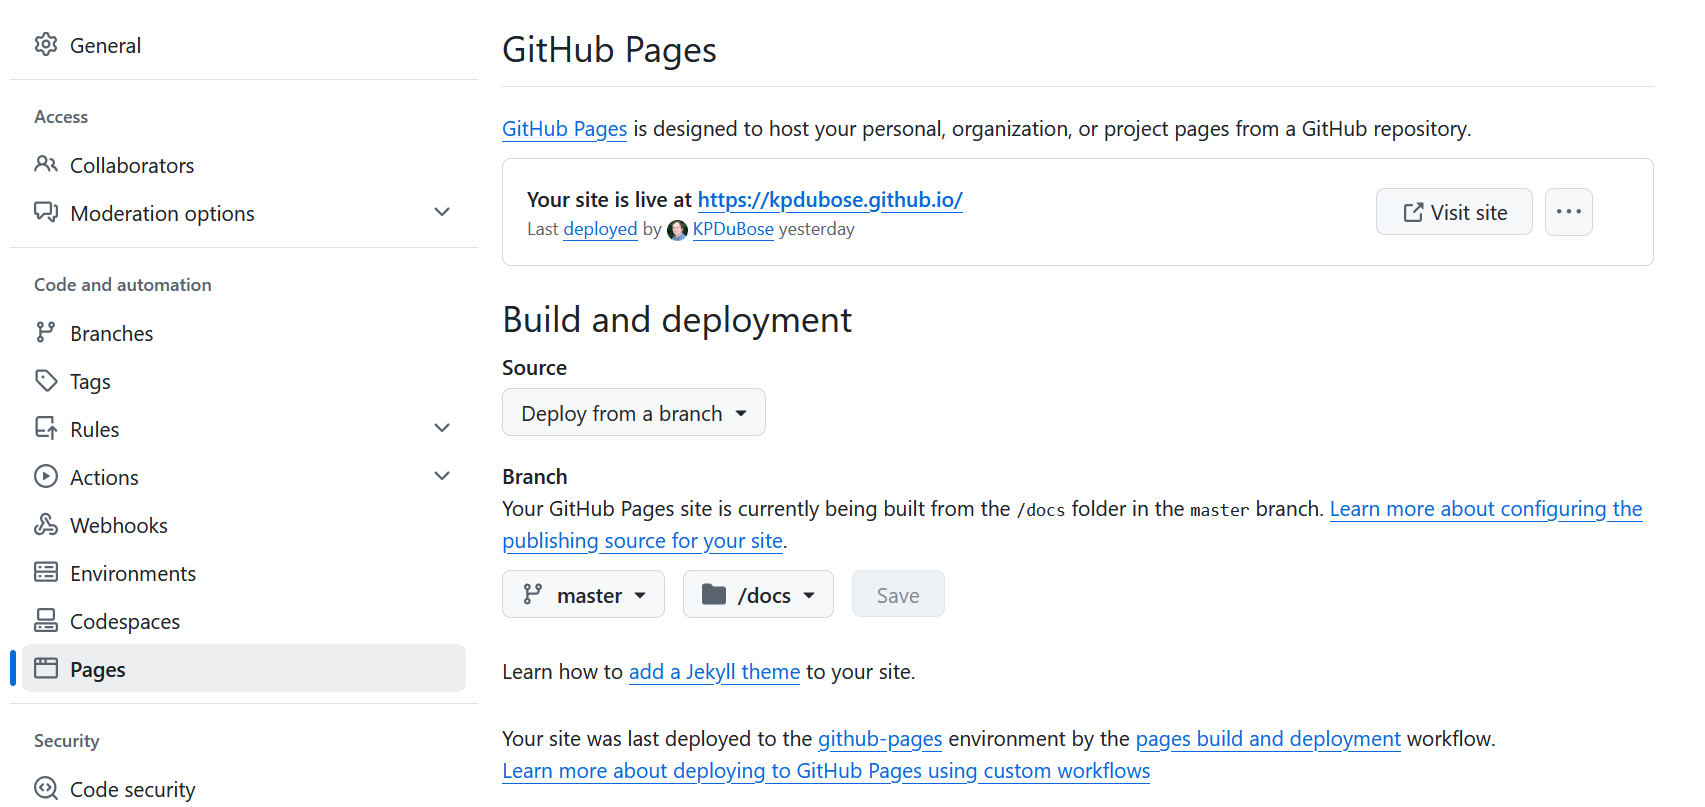 General
Access
Collaborators
Moderation options
Code and automation
Branches
Tags
Rules
Actions
Webhooks
Environments
Codespaces
Pages
Security
Code security
GitHub Pages
GitHub Pages is designed to host your personal, organization, or project pages from a GitHub repository.
Your site is live at https://kpdubose.github.io/
Last deployed by KPDuBose yesterday
Visit site
Build and deployment
Source
Deploy from a branch
Branch
Your GitHub Pages site is currently being built from the /docs folder in the master branch. Learn more about configuring the
publishing source for your site.
master /docs Save
Learn how to add a Jekyll theme to your site.
Your site was last deployed to the github-pages environment by the pages build and deployment workflow.
Learn more about deploying to GitHub Pages using custom workflows